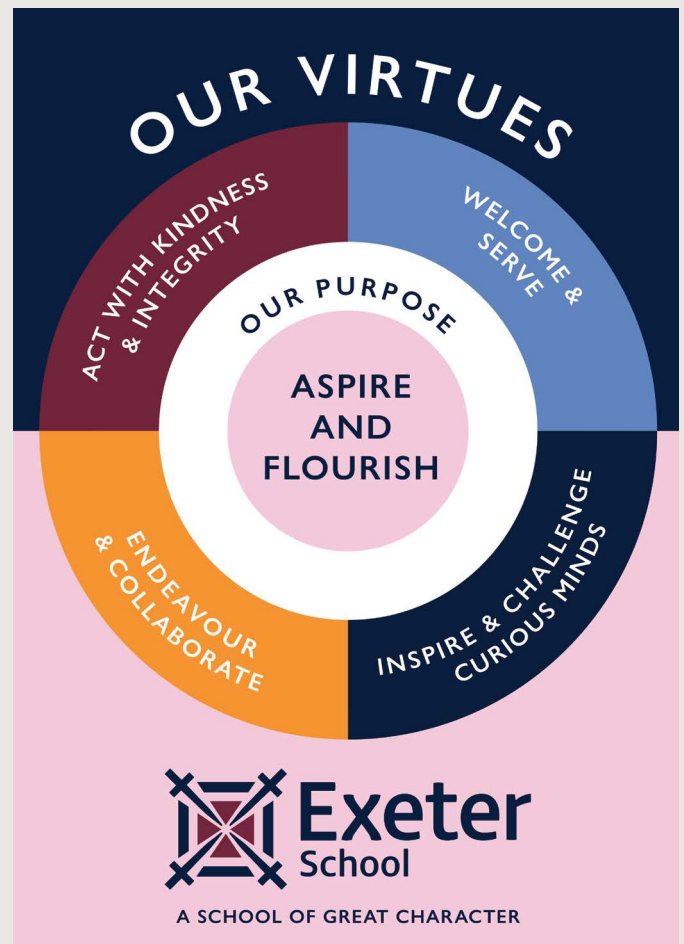 OUR VIRTUES
ACT WITH KINDNESS
& INTEGRITY
WELCOME &
SERVE
OUR PURPOSE
ASPIRE
AND
FLOURISH
ENDEAVOUR
& COLLABORATE
INSPIRE & CHALLENGE
CURIOUS MINDS
Exeter
School
A SCHOOL OF GREAT CHARACTER